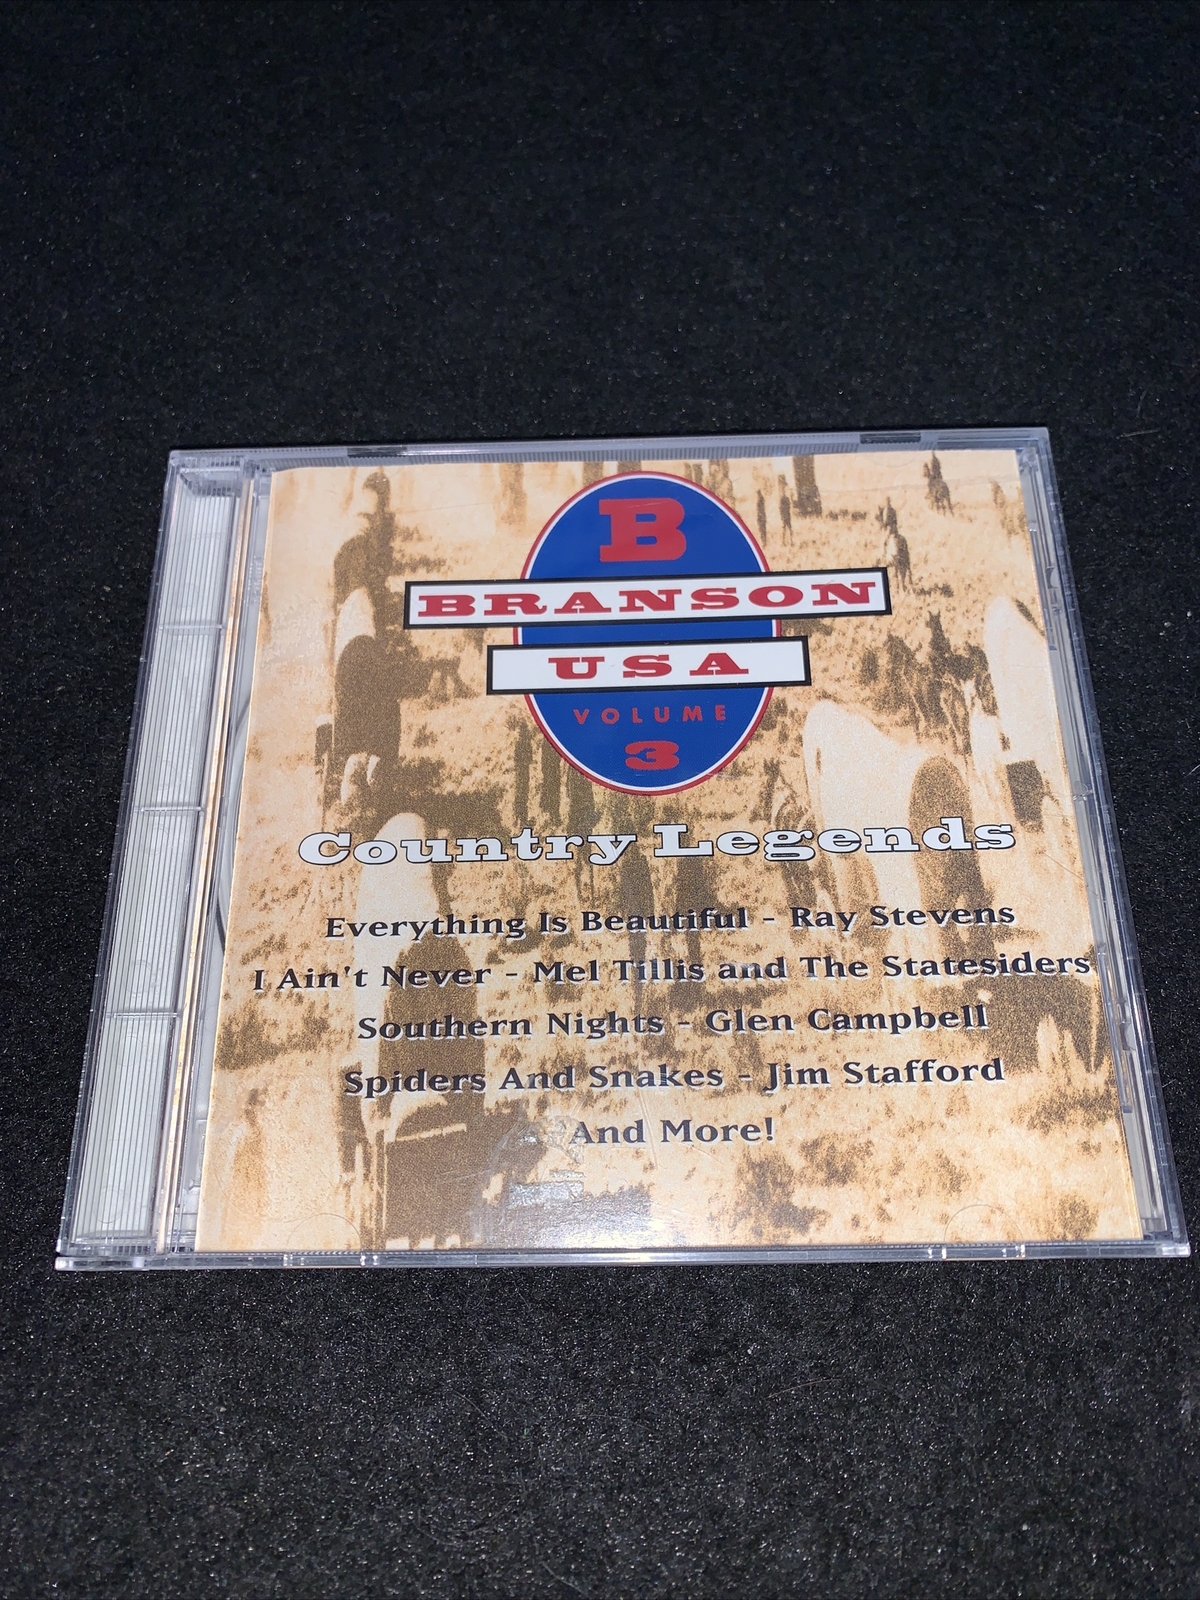 B
BRANSON
USA
VOLUME
3
Country Legends
Everything Is Beautiful - Ray Stevens
I Ain't Never - Mel Tillis and The Statesiders
Southern Nights - Glen Campbell
Spiders And Snakes - Jim Stafford
And More!